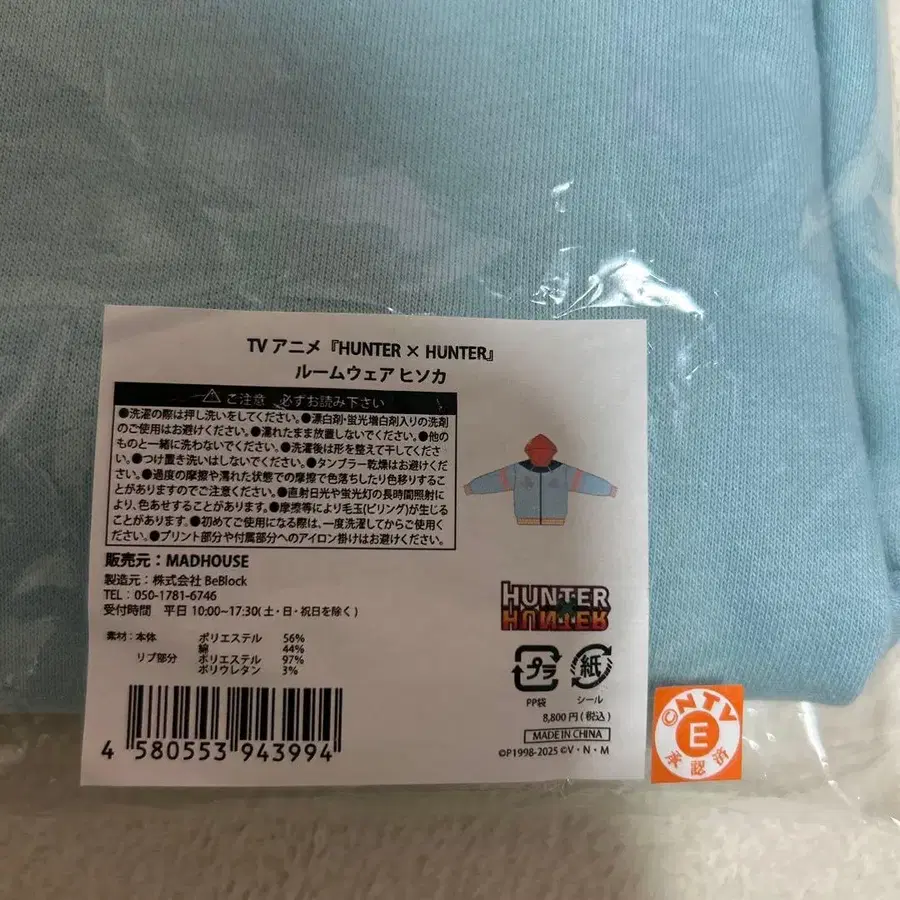 TV アニメ『HUNTER × HUNTER』
ルームウェア ヒソカ
⚠ ご注意 必ずお読み下さい
●洗濯の際は押し洗いをしてください。●漂白剤・蛍光増白剤入りの洗剤
のご使用はお避けください。●濡れたまま放置しないでください。●他の
ものと一緒に洗わないでください。●洗濯後は形を整えて干してくださ
い。●つけ置き洗いはしないでください。●タンブラー乾燥はお避けくだ
さい。●過度の摩擦や濡れた状態での摩擦で色落ちしたり色移りするこ
とがありますのでご注意ください。●直射日光や蛍光灯の長時間照射に
より、色あせすることがあります。●摩擦等により毛玉(ピリング)が生じる
ことがあります。●初めてご使用になる際は、一度洗濯してからご使用くだ
さい。●プリント部分や付属部分へのアイロン掛けはお避けください。
販売元：MADHOUSE
製造元：株式会社 BeBlock
TEL：050-1781-6746
受付時間 平日 10:00~17:30(土・日・祝日を除く)
素材：本体 ポリエステル 56%
綿 44%
リブ部分 ポリエステル 97%
ポリウレタン 3%
4 580553 943994
HUNTER
×
HUNTER
プラ 紙
PP袋 シール
8,800円(税込)
MADE IN CHINA
©P1998-2025©V・N・M
©NTV
E
承認済